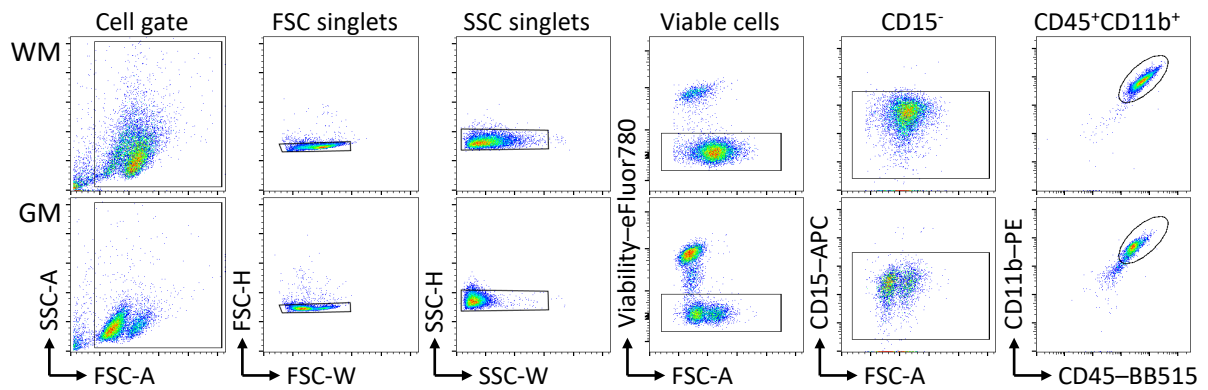 Cell gate FSC singlets SSC singlets Viable cells CD15⁻ CD45⁺CD11b⁺
WM
GM
SSC-A
FSC-A
FSC-H
FSC-W
SSC-H
SSC-W
Viability–eFluor780
FSC-A
CD15–APC
FSC-A
CD11b–PE
CD45–BB515